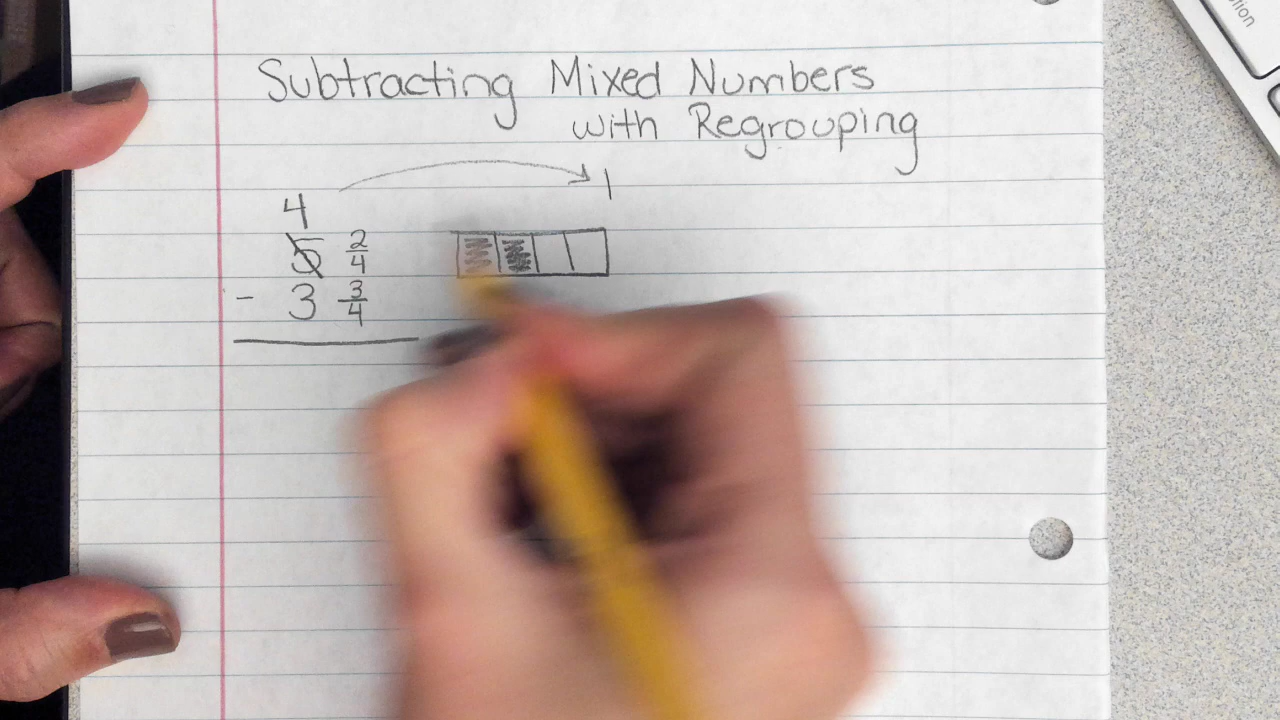 Subtracting Mixed Numbers
with Regrouping
1
4
5 2/4
- 3 3/4